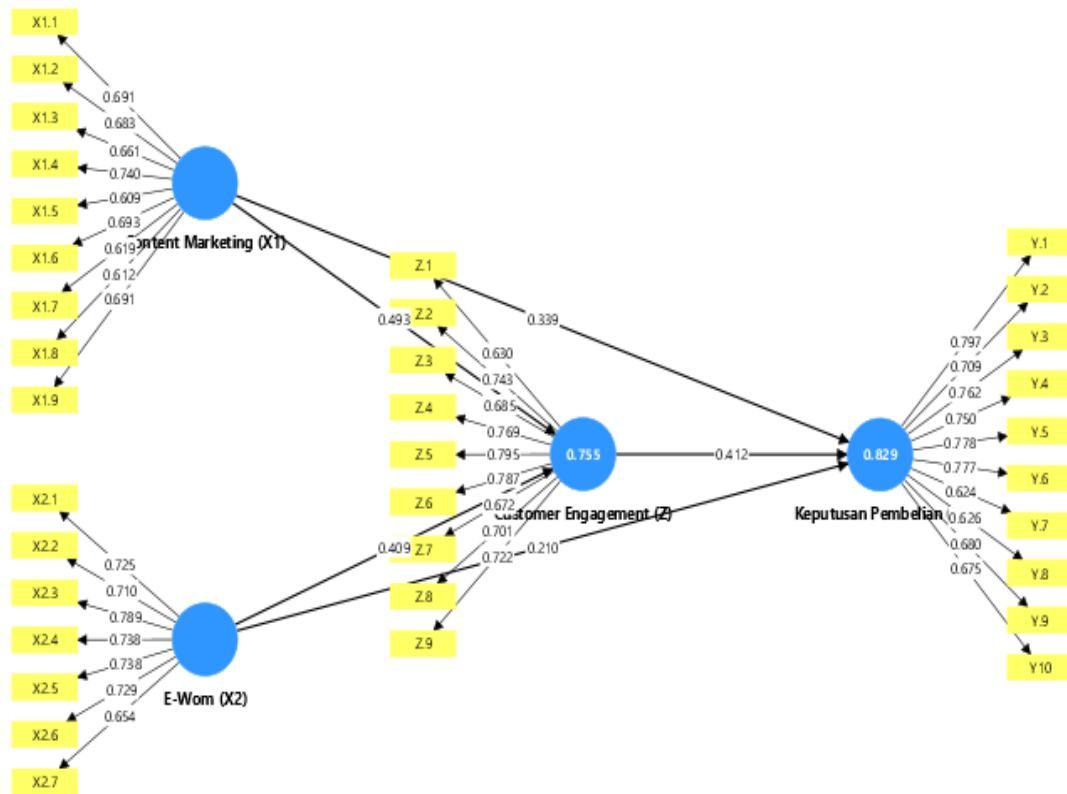 X1.1
X1.2
X1.3
X1.4
X1.5
X1.6
X1.7
X1.8
X1.9
0.691
0.683
0.661
0.740
0.609
0.693
0.619
0.612
0.691
Content Marketing (X1)
X2.1
X2.2
X2.3
X2.4
X2.5
X2.6
X2.7
0.725
0.710
0.789
0.738
0.738
0.729
0.654
E-Wom (X2)
0.493
0.339
0.409
0.210
0.412
Z.1
Z.2
Z.3
Z.4
Z.5
Z.6
Z.7
Z.8
Z.9
0.630
0.743
0.685
0.769
0.795
0.787
0.672
0.701
0.722
0.755
Customer Engagement (Z)
0.829
Keputusan Pembelian
0.797
0.709
0.762
0.750
0.778
0.777
0.624
0.626
0.680
0.675
Y.1
Y.2
Y.3
Y.4
Y.5
Y.6
Y.7
Y.8
Y.9
Y10